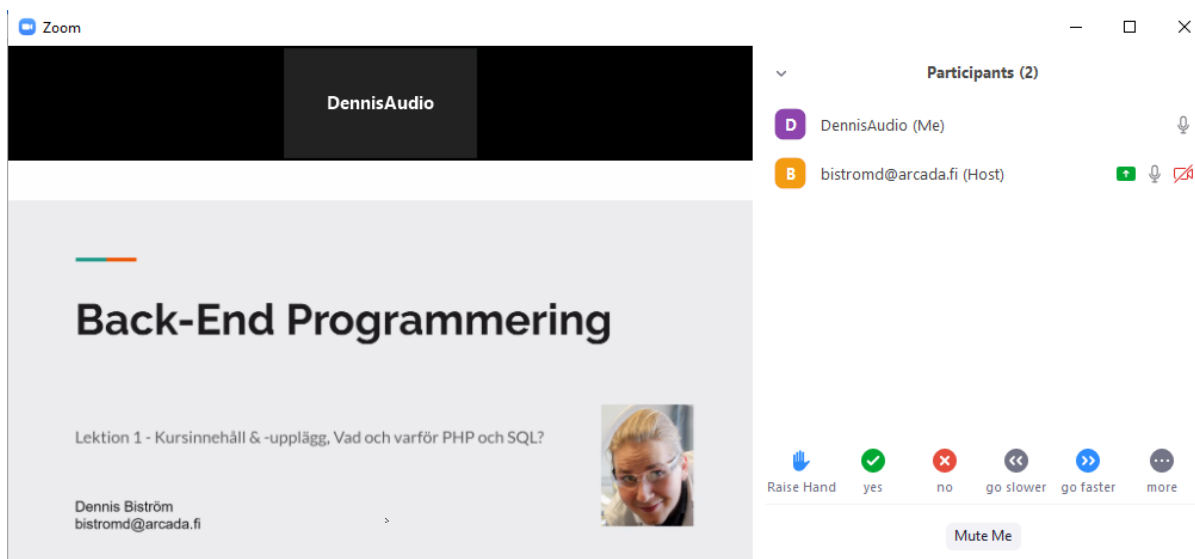 Zoom
DennisAudio
Participants (2)
D DennisAudio (Me)
B bistromd@arcada.fi (Host)
Back-End Programmering
Lektion 1 - Kursinnehåll & -upplägg, Vad och varför PHP och SQL?
Dennis Biström
bistromd@arcada.fi
Raise Hand yes no go slower go faster more
Mute Me